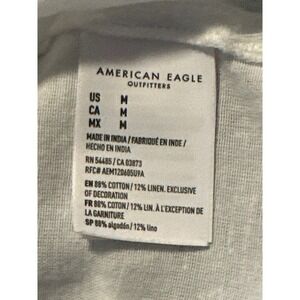 AMERICAN EAGLE
OUTFITTERS
US M
CA M
MX M
MADE IN INDIA / FABRIQUÉ EN INDE /
HECHO EN INDIA
RN 54485 / CA 03873
RFC# AEM120605U9A
EN 88% COTTON / 12% LINEN. EXCLUSIVE
OF DECORATION
FR 88% COTON / 12% LIN. À L'EXCEPTION DE
LA GARNITURE
SP 88% algodón / 12% lino